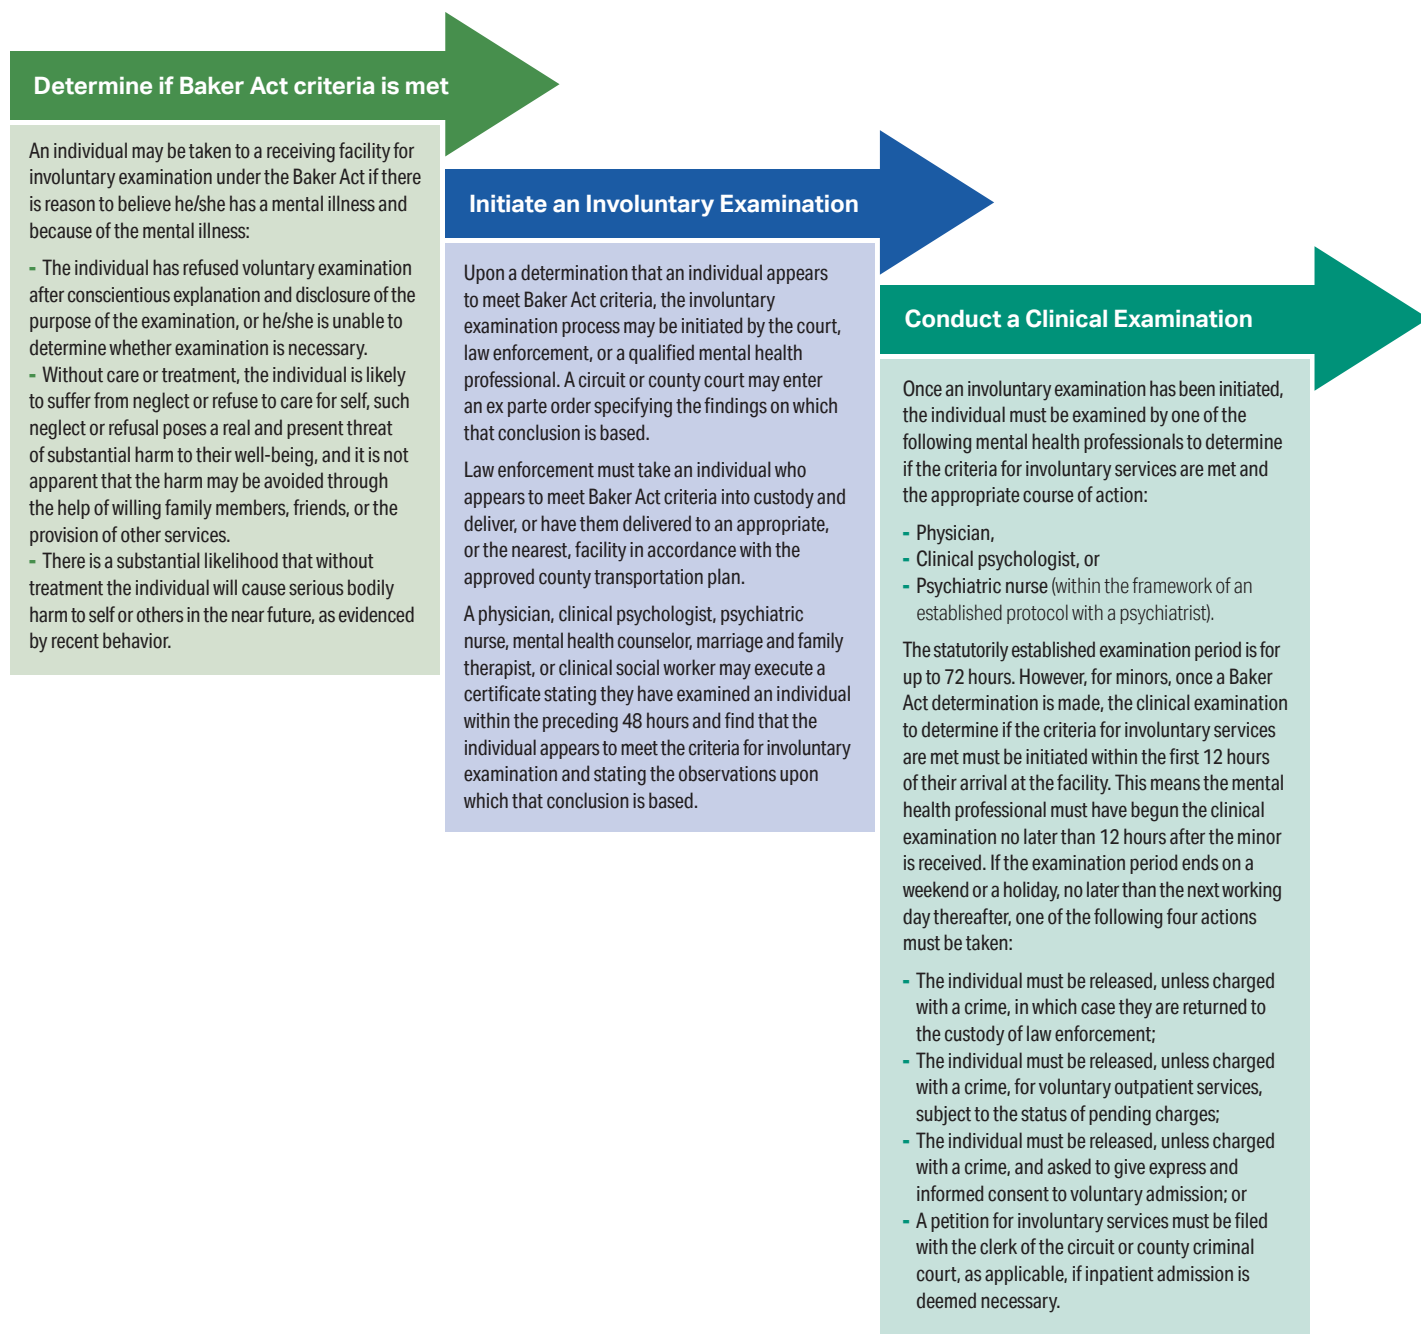 Determine if Baker Act criteria is met
An individual may be taken to a receiving facility for
involuntary examination under the Baker Act if there
is reason to believe he/she has a mental illness and
because of the mental illness:
- The individual has refused voluntary examination
after conscientious explanation and disclosure of the
purpose of the examination, or he/she is unable to
determine whether examination is necessary.
- Without care or treatment, the individual is likely
to suffer from neglect or refuse to care for self, such
neglect or refusal poses a real and present threat
of substantial harm to their well-being, and it is not
apparent that the harm may be avoided through
the help of willing family members, friends, or the
provision of other services.
- There is a substantial likelihood that without
treatment the individual will cause serious bodily
harm to self or others in the near future, as evidenced
by recent behavior.
Initiate an Involuntary Examination
Upon a determination that an individual appears
to meet Baker Act criteria, the involuntary
examination process may be initiated by the court,
law enforcement, or a qualified mental health
professional. A circuit or county court may enter
an ex parte order specifying the findings on which
that conclusion is based.
Law enforcement must take an individual who
appears to meet Baker Act criteria into custody and
deliver, or have them delivered to an appropriate,
or the nearest, facility in accordance with the
approved county transportation plan.
A physician, clinical psychologist, psychiatric
nurse, mental health counselor, marriage and family
therapist, or clinical social worker may execute a
certificate stating they have examined an individual
within the preceding 48 hours and find that the
individual appears to meet the criteria for involuntary
examination and stating the observations upon
which that conclusion is based.
Conduct a Clinical Examination
Once an involuntary examination has been initiated,
the individual must be examined by one of the
following mental health professionals to determine
if the criteria for involuntary services are met and
the appropriate course of action:
- Physician,
- Clinical psychologist, or
- Psychiatric nurse (within the framework of an
established protocol with a psychiatrist).
The statutorily established examination period is for
up to 72 hours. However, for minors, once a Baker
Act determination is made, the clinical examination
to determine if the criteria for involuntary services
are met must be initiated within the first 12 hours
of their arrival at the facility. This means the mental
health professional must have begun the clinical
examination no later than 12 hours after the minor
is received. If the examination period ends on a
weekend or a holiday, no later than the next working
day thereafter, one of the following four actions
must be taken:
- The individual must be released, unless charged
with a crime, in which case they are returned to
the custody of law enforcement;
- The individual must be released, unless charged
with a crime, for voluntary outpatient services,
subject to the status of pending charges;
- The individual must be released, unless charged
with a crime, and asked to give express and
informed consent to voluntary admission; or
- A petition for involuntary services must be filed
with the clerk of the circuit or county criminal
court, as applicable, if inpatient admission is
deemed necessary.